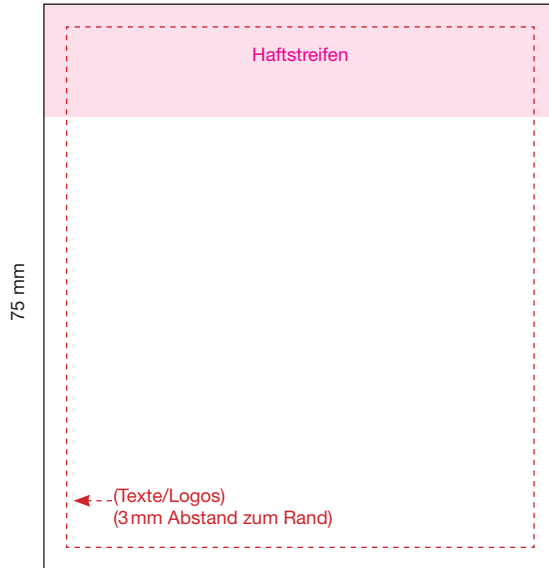 Haftstreifen
75 mm
(Texte/Logos)
(3 mm Abstand zum Rand)